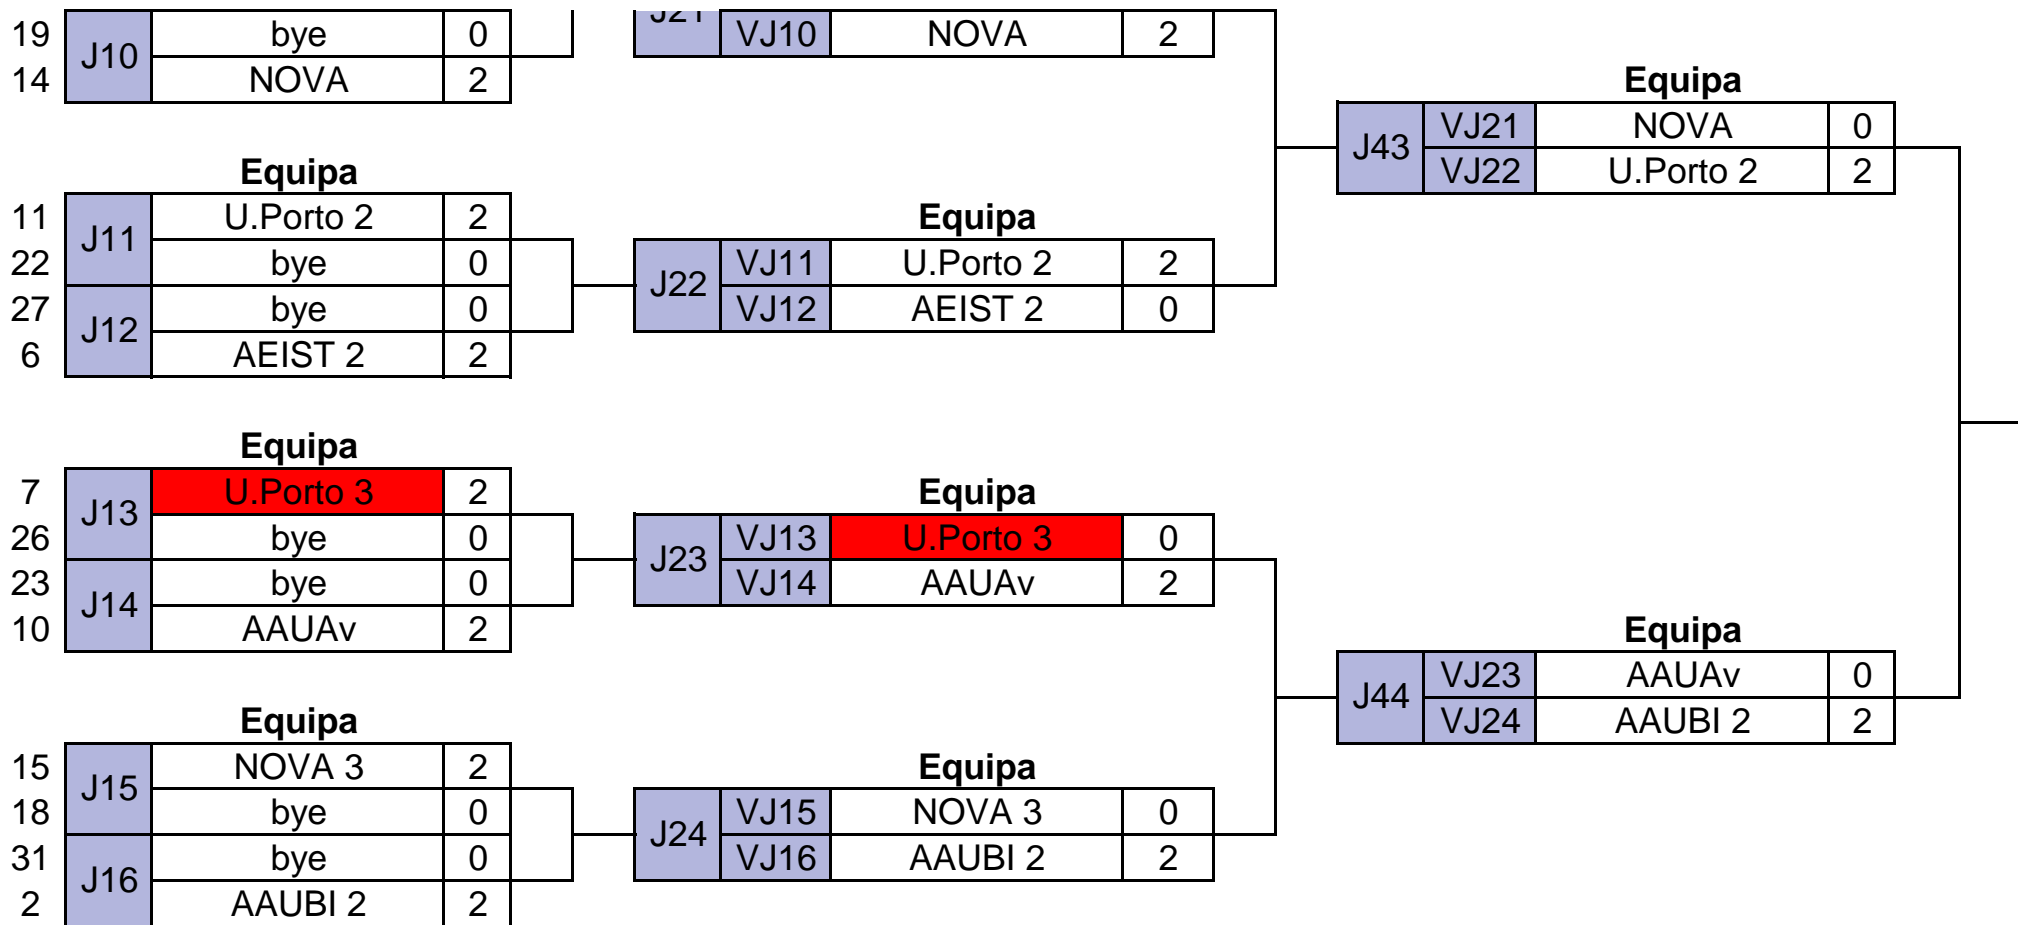 19 J10 bye 0
14 NOVA 2
J21 VJ10 NOVA 2
Equipa
11 J11 U.Porto 2 2
22 bye 0
27 J12 bye 0
6 AEIST 2 2
Equipa
J22 VJ11 U.Porto 2 2
VJ12 AEIST 2 0
Equipa
J43 VJ21 NOVA 0
VJ22 U.Porto 2 2
Equipa
7 J13 U.Porto 3 2
26 bye 0
23 J14 bye 0
10 AAUAv 2
Equipa
J23 VJ13 U.Porto 3 0
VJ14 AAUAv 2
Equipa
15 J15 NOVA 3 2
18 bye 0
31 J16 bye 0
2 AAUBI 2 2
Equipa
J24 VJ15 NOVA 3 0
VJ16 AAUBI 2 2
Equipa
J44 VJ23 AAUAv 0
VJ24 AAUBI 2 2